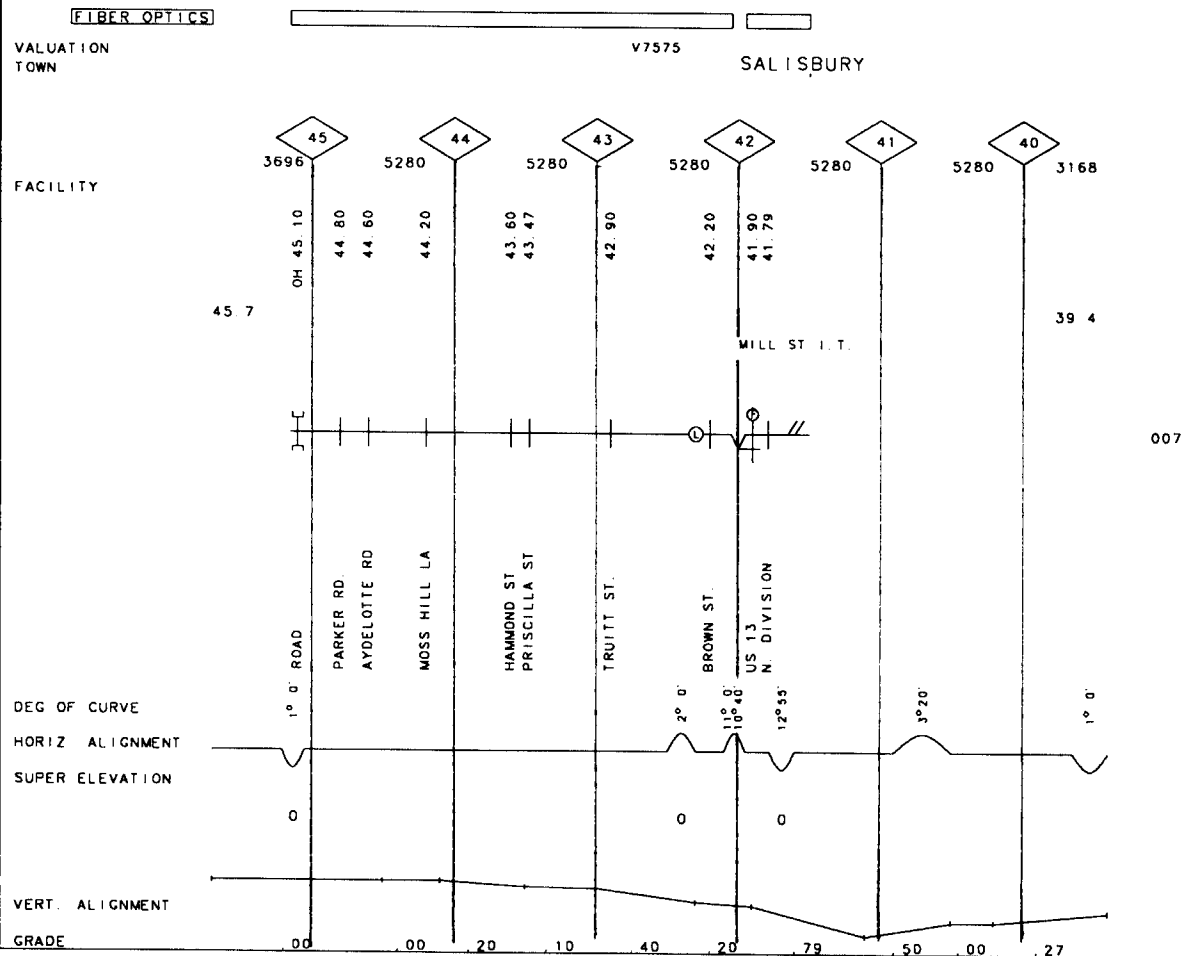 FIBER OPTICS
VALUATION V7575
TOWN SALISBURY
45 44 43 42 41 40
3696 5280 5280 5280 5280 5280 3168
FACILITY
OH 45.10
44.80
44.60
44.20
43.60
43.47
42.90
42.20
41.90
41.79
45.7
39 4
MILL ST I.T.
L
F
007
ROAD
PARKER RD.
AYDELOTTE RD
MOSS HILL LA
HAMMOND ST
PRISCILLA ST
TRUITT ST.
BROWN ST.
US 13
N. DIVISION
DEG OF CURVE
1° 0'
2° 0'
11° 0'
10° 40'
12° 55'
3° 20'
1° 0'
HORIZ ALIGNMENT
SUPER ELEVATION
0 0 0
VERT. ALIGNMENT
GRADE .00 .00 .20 .10 .40 .20 .79 .50 .00 .27